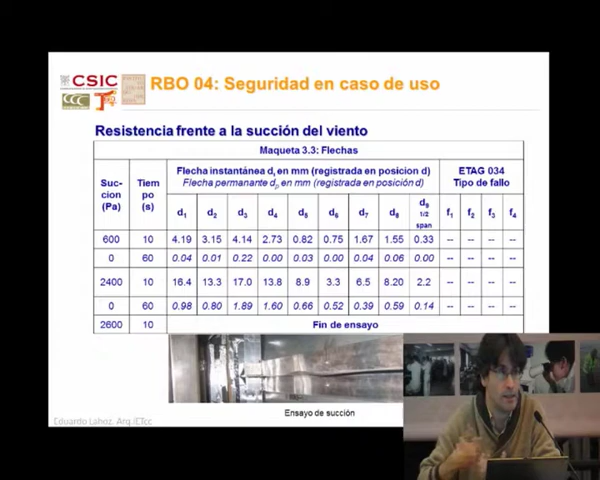 CSIC
RBO 04: Seguridad en caso de uso
Resistencia frente a la succión del viento
Maqueta 3.3: Flechas
Suc-cion (Pa) Tiem po (s) Flecha instantánea di en mm (registrada en posicion d) ETAG 034 Tipo de fallo
Flecha permanante dp en mm (registrada en posición d)
d1 d2 d3 d4 d5 d6 d7 d8 d9 1/2 span f1 f2 f3 f4
600 10 4.19 3.15 4.14 2.73 0.82 0.75 1.67 1.55 0.33 -- -- -- --
0 60 0.04 0.01 0.22 0.00 0.03 0.00 0.04 0.06 0.00 -- -- -- --
2400 10 16.4 13.3 17.0 13.8 8.9 3.3 6.5 8.20 2.2 -- -- -- --
0 60 0.98 0.80 1.89 1.60 0.66 0.52 0.39 0.59 0.14 -- -- -- --
2600 10 Fin de ensayo
Ensayo de succión
Eduardo Lahoz. Arq./ETcc